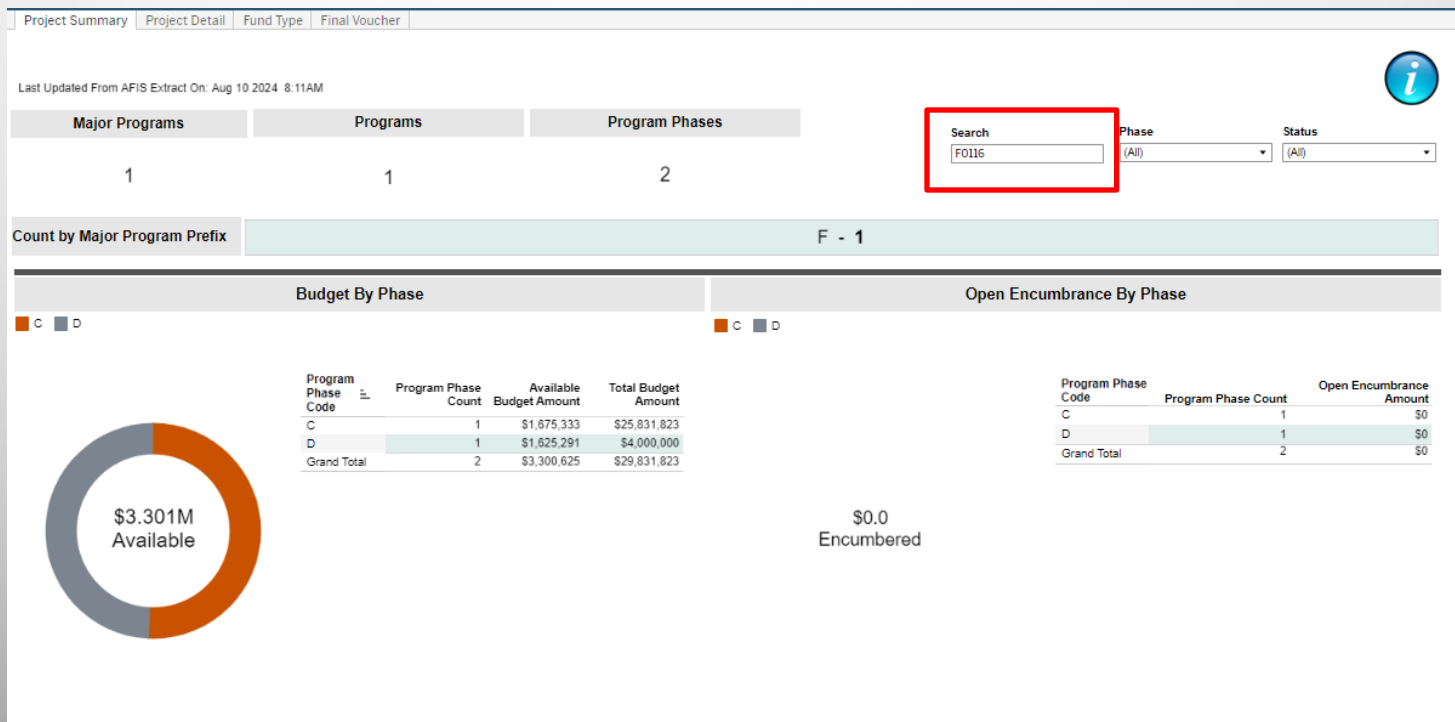 Project Summary Project Detail Fund Type Final Voucher
Last Updated From AFIS Extract On: Aug 10 2024 8:11AM
i
Major Programs Programs Program Phases
1 1 2
Search Phase Status
F0116 (All) (All)
Count by Major Program Prefix F - 1
Budget By Phase
C D
Program Phase Code Program Phase Count Available Budget Amount Total Budget Amount
C 1 $1,675,333 $25,831,823
D 1 $1,625,291 $4,000,000
Grand Total 2 $3,300,625 $29,831,823
$3.301M
Available
Open Encumbrance By Phase
C D
Program Phase Code Program Phase Count Open Encumbrance Amount
C 1 $0
D 1 $0
Grand Total 2 $0
$0.0
Encumbered